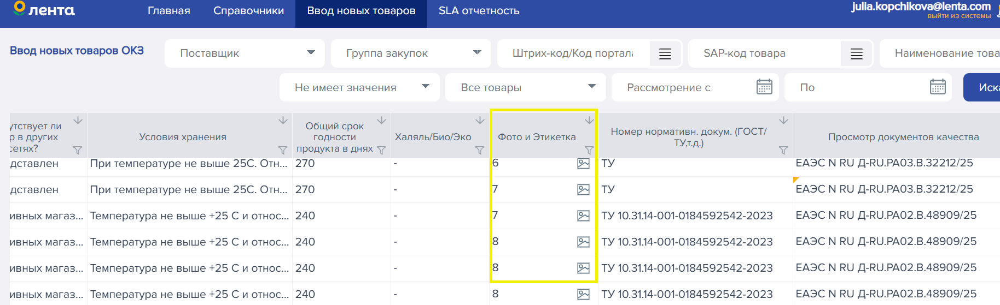 лента
Главная
Справочники
Ввод новых товаров
SLA отчетность
julia.kopchikova@lenta.com
выйти из системы
Ввод новых товаров ОКЗ
Поставщик
Группа закупок
Штрих-код/Код портала
SAP-код товара
Наименование това
Не имеет значения
Все товары
Рассмотрение с
По
Иска
утствует ли
р в других
сетях?
Условия хранения
Общий срок
годности
продукта в днях
Халяль/Био/Эко
Фото и Этикетка
Номер нормативн. докум. (ГОСТ/
ТУ,т.д.)
Просмотр документов качества
дставлен При температуре не выше 25С. Отн... 270 - 6 ТУ ЕАЭС N RU Д-RU.РА03.В.32212/25
дставлен При температуре не выше 25С. Отн... 270 - 7 ТУ ЕАЭС N RU Д-RU.РА03.В.32212/25
ивных магаз... Температура не выше +25 С и относ... 240 - 7 ТУ 10.31.14-001-0184592542-2023 ЕАЭС N RU Д-RU.РА02.В.48909/25
ивных магаз... Температура не выше +25 С и относ... 240 - 8 ТУ 10.31.14-001-0184592542-2023 ЕАЭС N RU Д-RU.РА02.В.48909/25
ивных магаз... Температура не выше +25 С и относ... 240 - 8 ТУ 10.31.14-001-0184592542-2023 ЕАЭС N RU Д-RU.РА02.В.48909/25
ивных магаз... Температура не выше +25 С и относ... 240 - 8 ТУ 10.31.14-001-0184592542-2023 ЕАЭС N RU Д-RU.РА02.В.48909/25